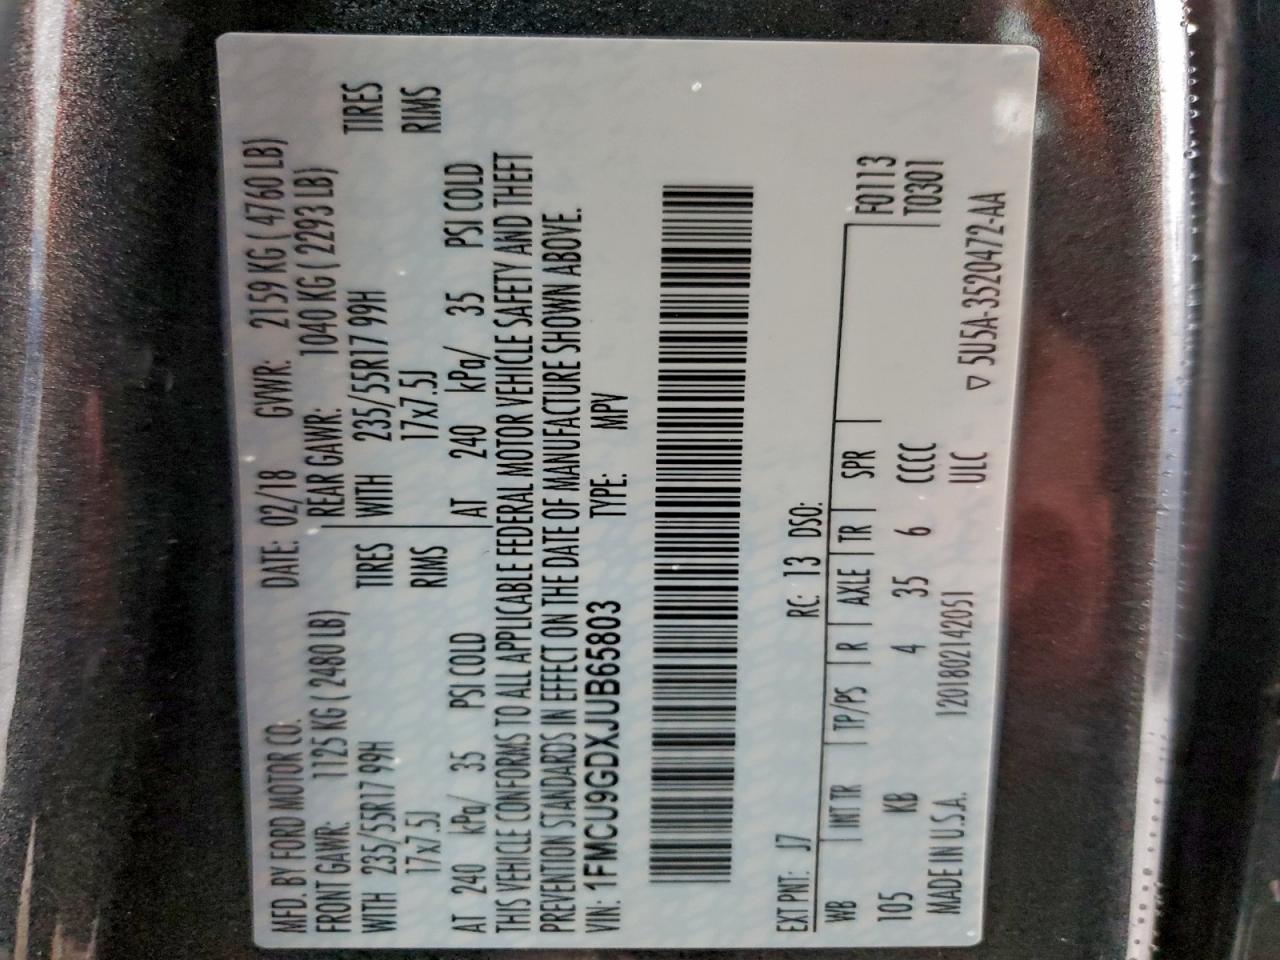 MFD. BY FORD MOTOR CO. DATE: 02/18 GVWR: 2159 KG ( 4760 LB)
FRONT GAWR: 1125 KG ( 2480 LB) REAR GAWR: 1040 KG ( 2293 LB)
WITH 235/55R17 99H TIRES WITH 235/55R17 99H TIRES
17x7.5J RIMS 17x7.5J RIMS
AT 240 kPa/ 35 PSI COLD AT 240 kPa/ 35 PSI COLD
THIS VEHICLE CONFORMS TO ALL APPLICABLE FEDERAL MOTOR VEHICLE SAFETY AND THEFT
PREVENTION STANDARDS IN EFFECT ON THE DATE OF MANUFACTURE SHOWN ABOVE.
VIN: 1FMCU9GDXJUB65803 TYPE: MPV
EXT PNT: J7 RC: 13 DSO:
WB INT TR TP/PS R AXLE TR SPR F0113
105 KB 4 35 6 CCCC T0301
MADE IN U.S.A. 1201802142051 ULC
▽ 5U5A-3520472-AA